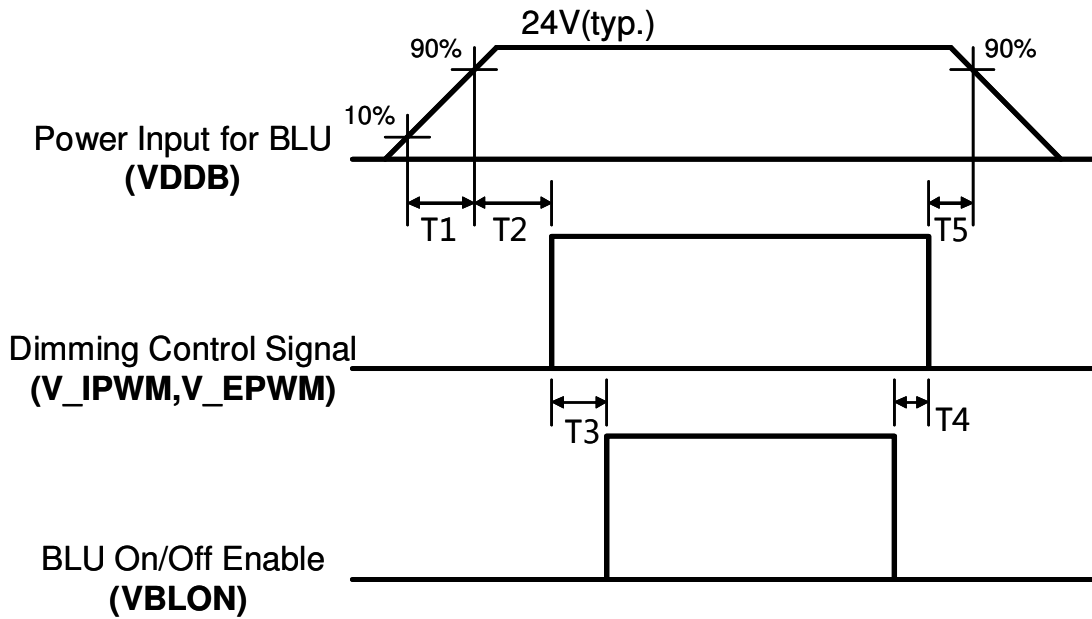 24V(typ.)
90%
90%
10%
Power Input for BLU
(VDDB)
T1
T2
T5
Dimming Control Signal
(V_IPWM,V_EPWM)
T3
T4
BLU On/Off Enable
(VBLON)